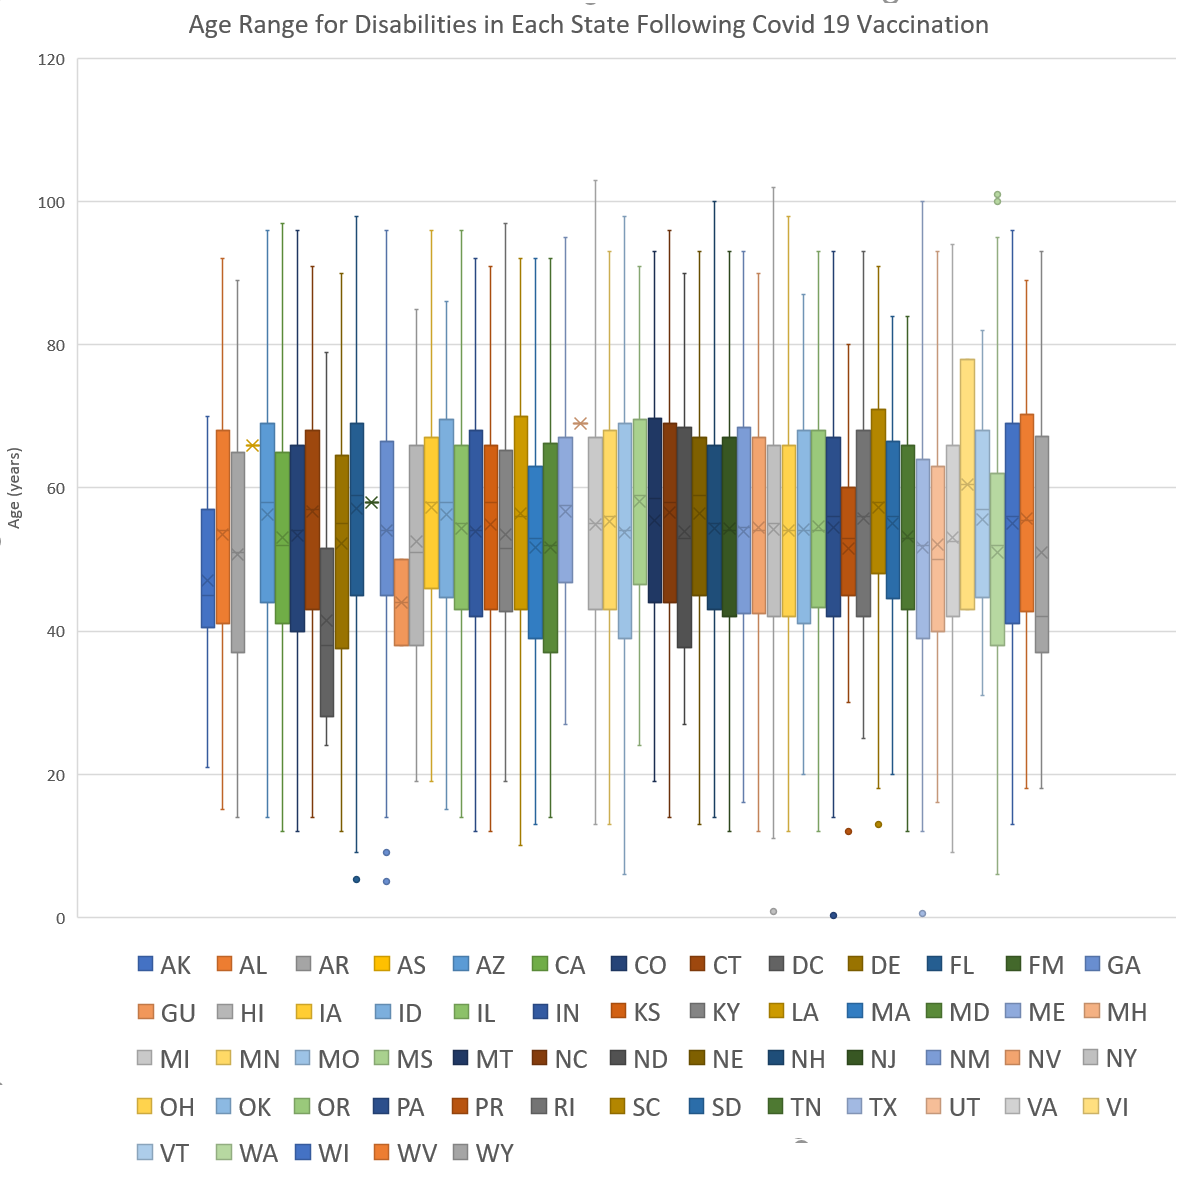 Age Range for Disabilities in Each State Following Covid 19 Vaccination
120
100
80
60
40
20
0
Age (years)
AK AL AR AS AZ CA CO CT DC DE FL FM GA
GU HI IA ID IL IN KS KY LA MA MD ME MH
MI MN MO MS MT NC ND NE NH NJ NM NV NY
OH OK OR PA PR RI SC SD TN TX UT VA VI
VT WA WI WV WY